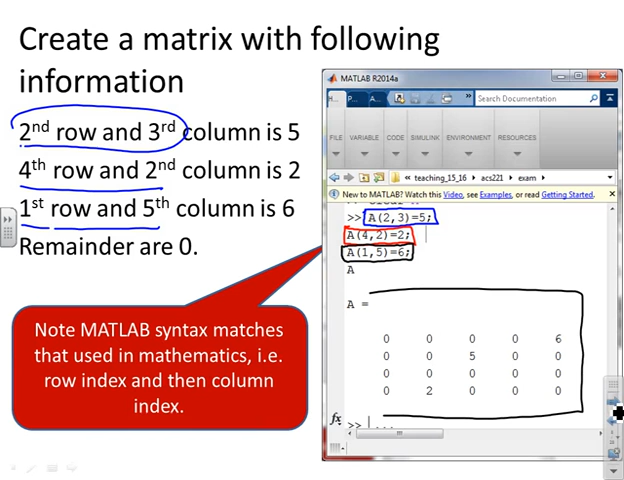 Create a matrix with following
information
2nd row and 3rd column is 5
4th row and 2nd column is 2
1st row and 5th column is 6
Remainder are 0.
Note MATLAB syntax matches
that used in mathematics, i.e.
row index and then column
index.
MATLAB R2014a
H... P... A... Search Documentation
FILE VARIABLE CODE SIMULINK ENVIRONMENT RESOURCES
« teaching_15_16 ▸ acs221 ▸ exam ▸
New to MATLAB? Watch this Video, see Examples, or read Getting Started.
>> A(2,3)=5;
A(4,2)=2;
A(1,5)=6;
A
A =
0 0 0 0 6
0 0 5 0 0
0 0 0 0 0
0 2 0 0 0
fx >>